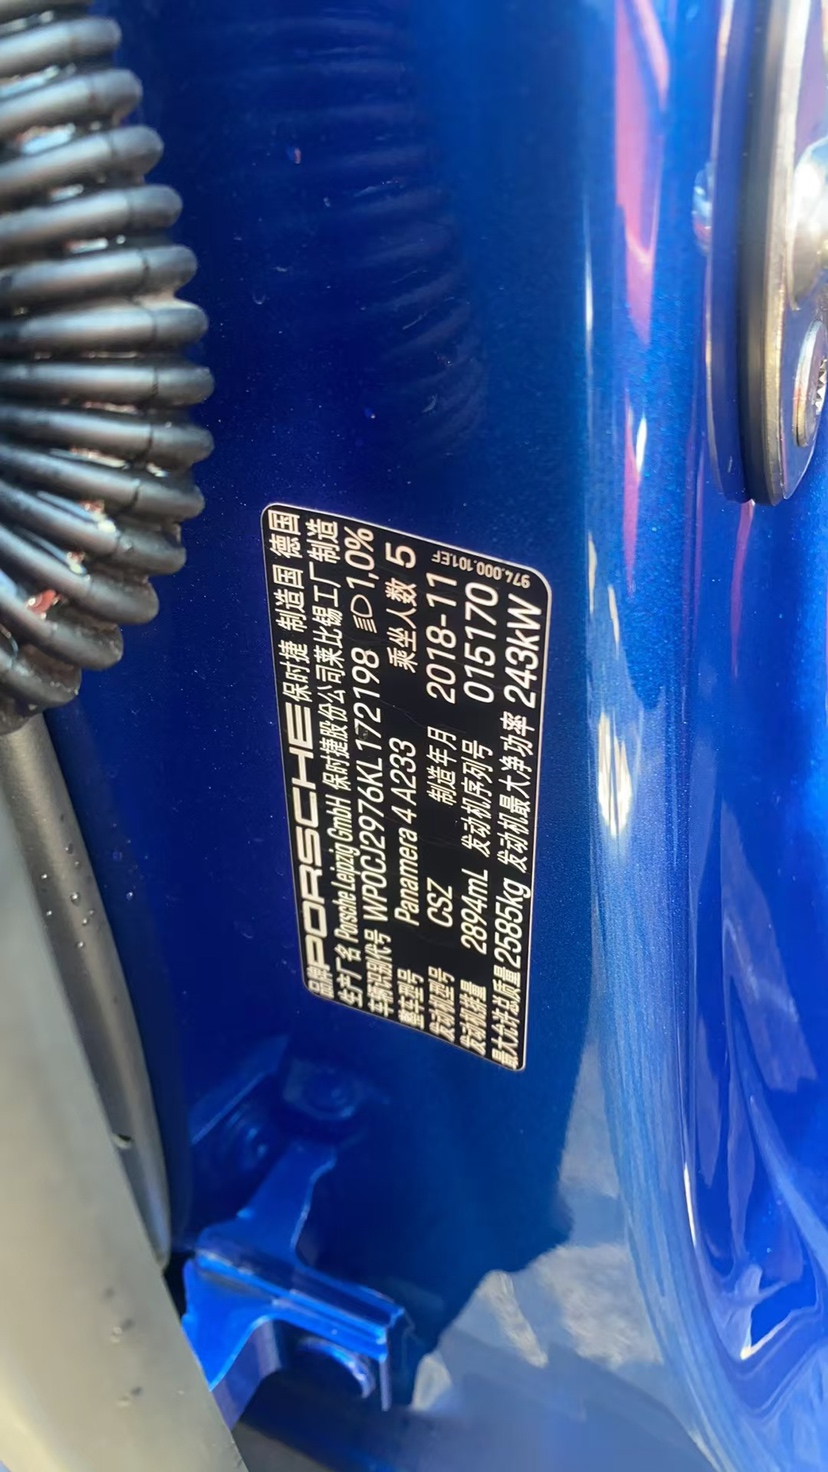 品牌 PORSCHE 保时捷 制造国 德国
生产厂名 Porsche Leipzig GmbH 保时捷股份公司莱比锡工厂制造
车辆识别代号 WP0CJ2976KL172198 1,0%
整车型号 Panamera 4 A233 乘坐人数 5
发动机型号 CSZ 制造年月 2018-11
发动机排量 2894mL 发动机序列号 015170
最大允许总质量 2585kg 发动机最大净功率 243kW
974.000.101.EF